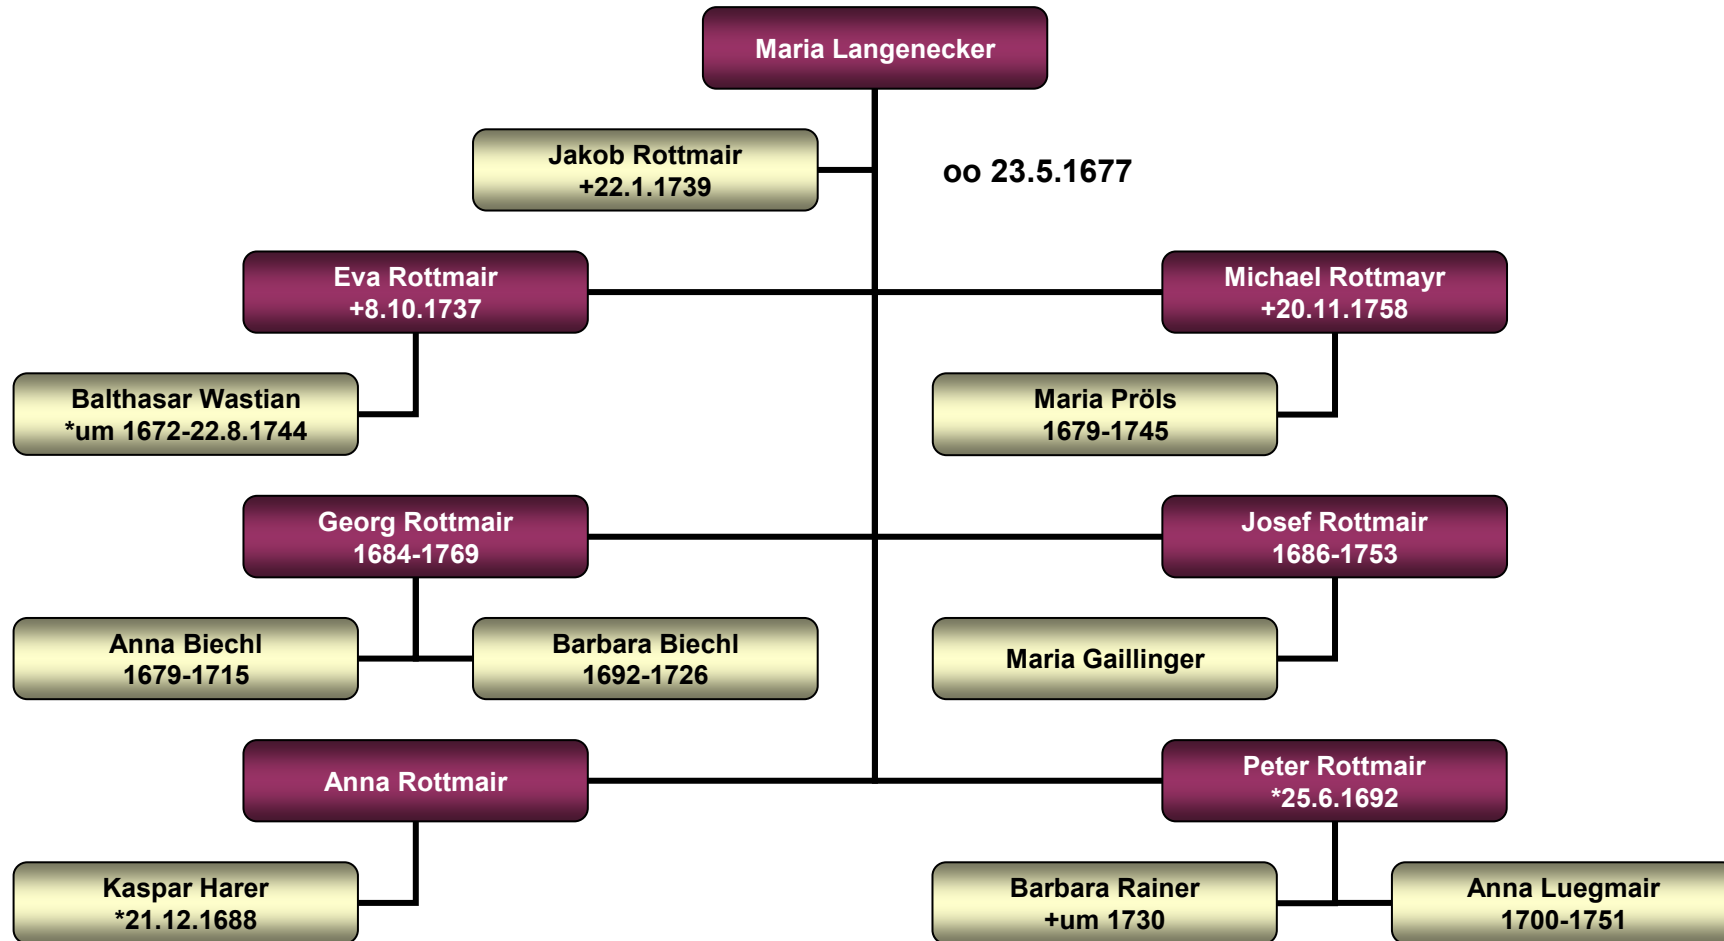 Maria Langenecker
Jakob Rottmair
+22.1.1739
oo 23.5.1677
Eva Rottmair
+8.10.1737
Michael Rottmayr
+20.11.1758
Balthasar Wastian
*um 1672-22.8.1744
Maria Pröls
1679-1745
Georg Rottmair
1684-1769
Josef Rottmair
1686-1753
Anna Biechl
1679-1715
Barbara Biechl
1692-1726
Maria Gaillinger
Anna Rottmair
Peter Rottmair
*25.6.1692
Kaspar Harer
*21.12.1688
Barbara Rainer
+um 1730
Anna Luegmair
1700-1751